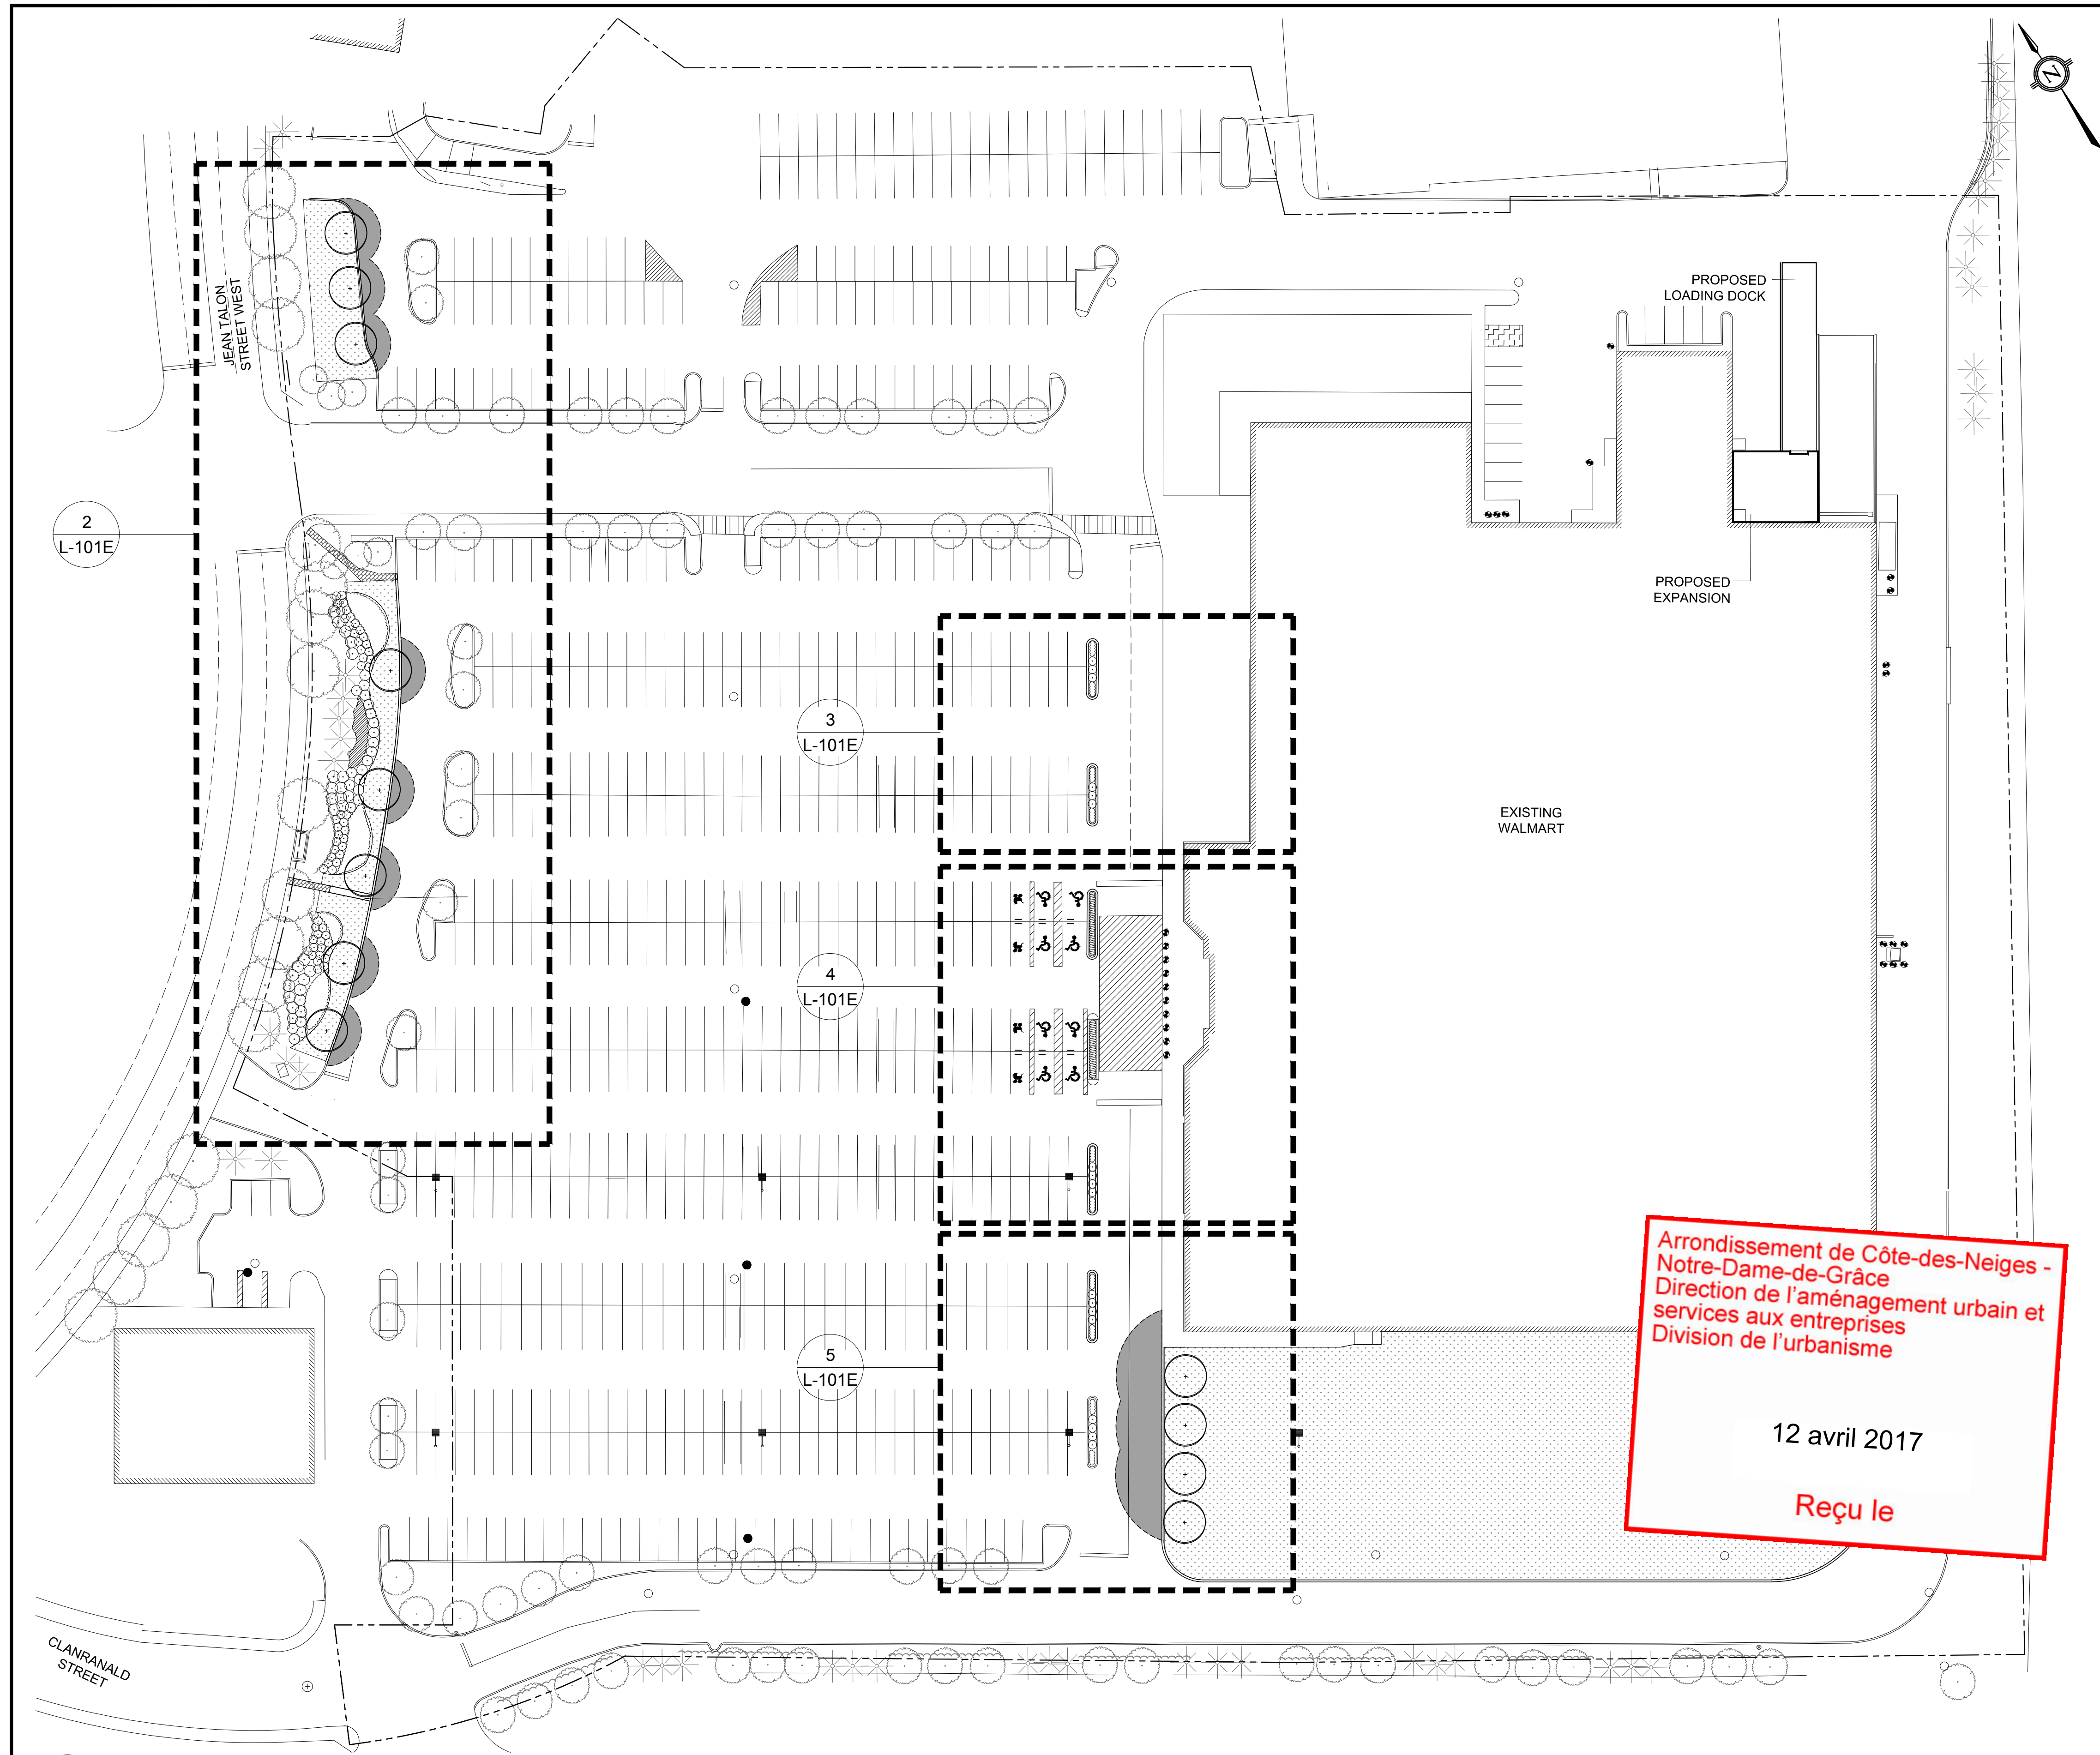 N
JEAN TALON
STREET WEST
PROPOSED
LOADING DOCK
2
L-101E
PROPOSED
EXPANSION
3
L-101E
EXISTING
WALMART
4
L-101E
5
L-101E
Arrondissement de Côte-des-Neiges -
Notre-Dame-de-Grâce
Direction de l'aménagement urbain et
services aux entreprises
Division de l'urbanisme
12 avril 2017
Reçu le
CLANRANALD
STREET